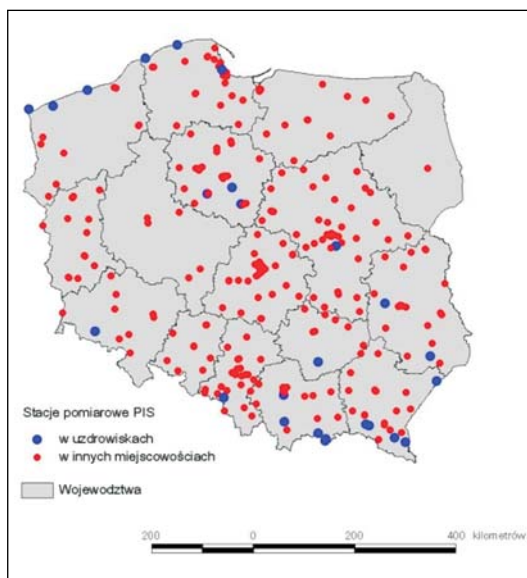 Stacje pomiarowe PIS
w uzdrowiskach
w innych miejscowościach
Województwa
200 0 200 400 kilometrów